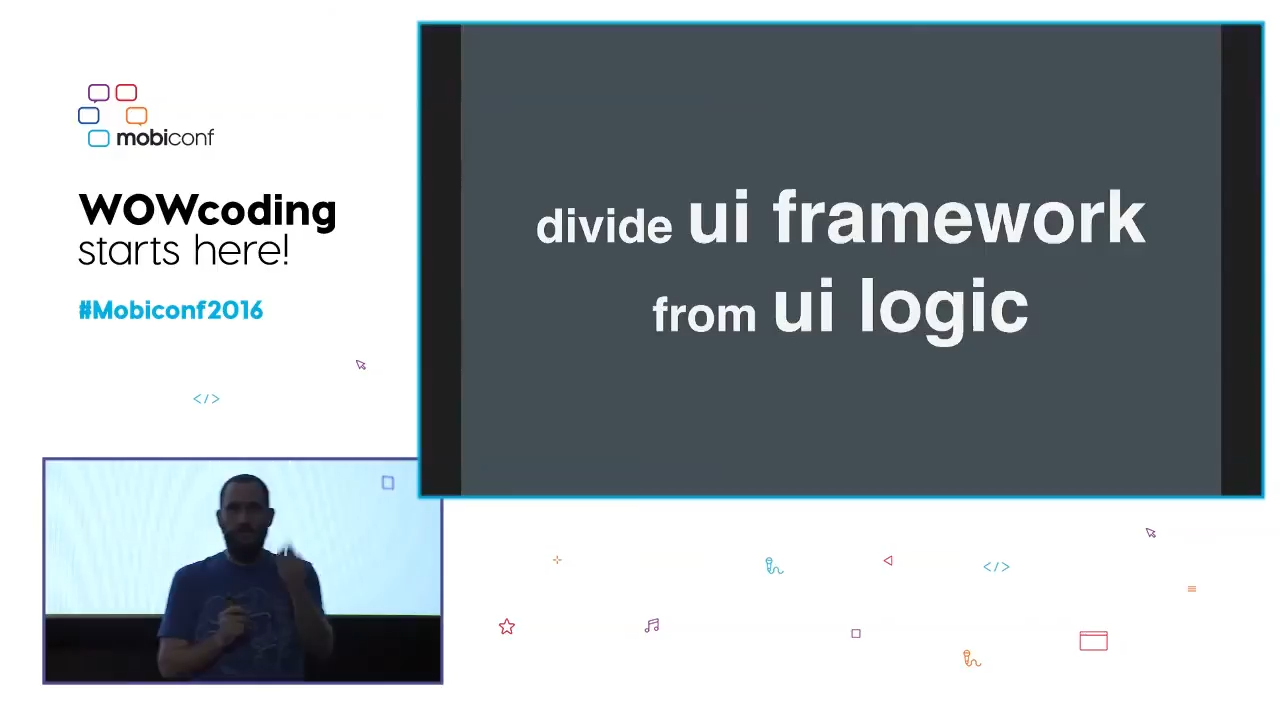 mobiconf
WOWcoding
starts here!
#Mobiconf2016
</>
divide ui framework
from ui logic
</>